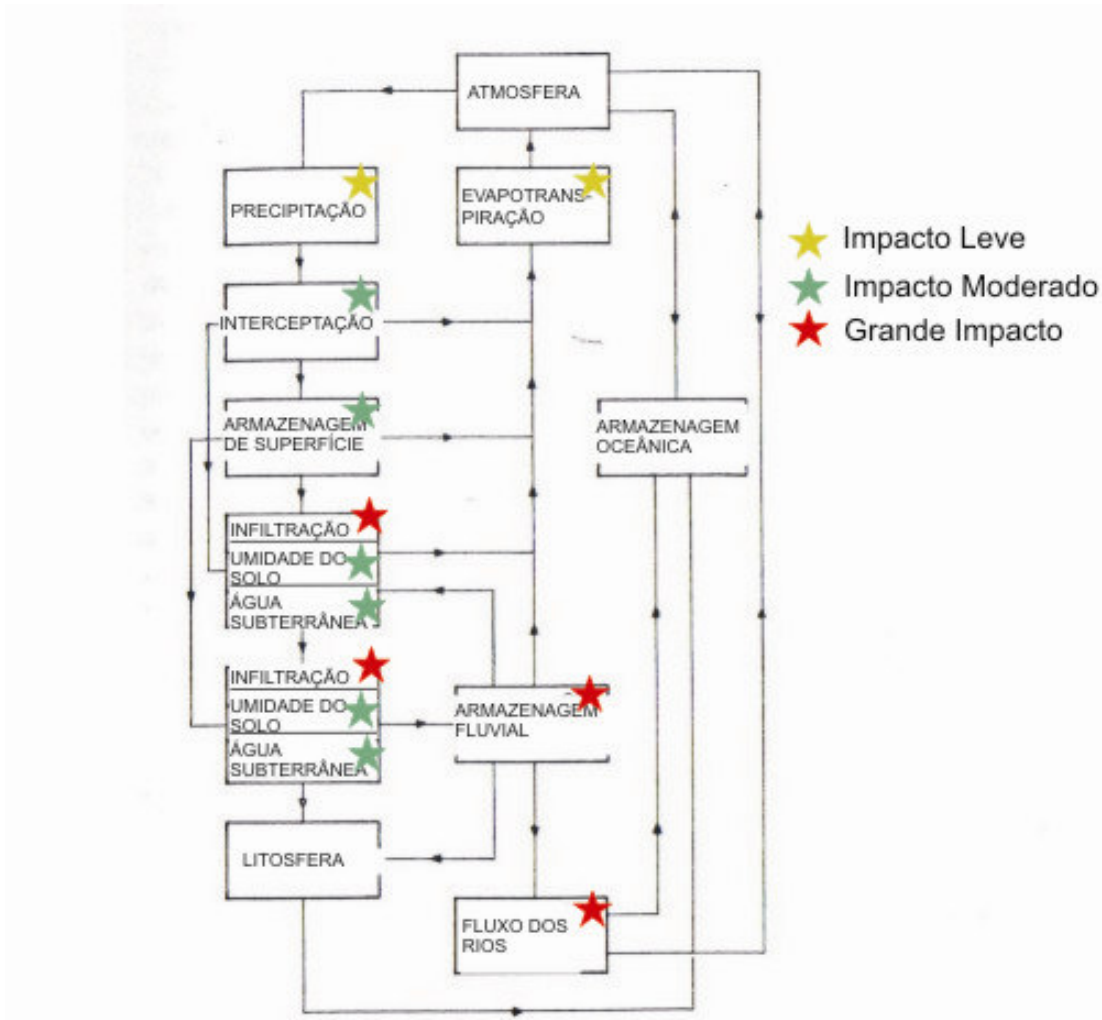 ATMOSFERA
PRECIPITAÇÃO
EVAPOTRANS-
PIRAÇÃO
Impacto Leve
Impacto Moderado
Grande Impacto
INTERCEPTAÇÃO
ARMAZENAGEM
DE SUPERFÍCIE
ARMAZENAGEM
OCEÂNICA
INFILTRAÇÃO
UMIDADE DO
SOLO
ÁGUA
SUBTERRÂNEA
INFILTRAÇÃO
UMIDADE DO
SOLO
ÁGUA
SUBTERRÂNEA
ARMAZENAGEM
FLUVIAL
LITOSFERA
FLUXO DOS
RIOS